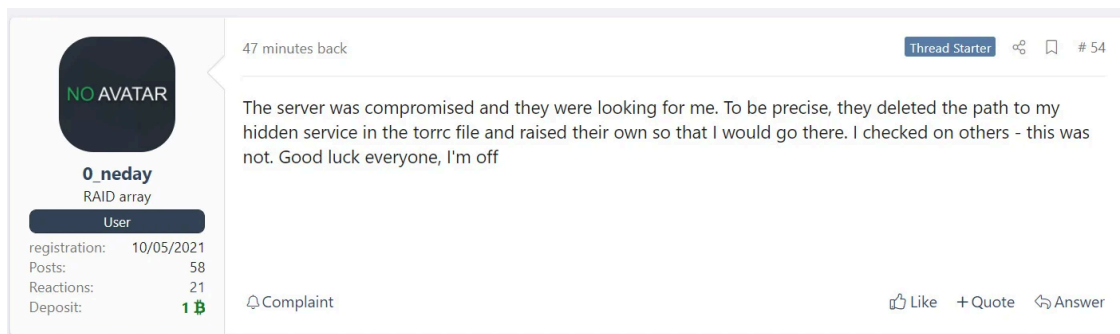 47 minutes back
Thread Starter
# 54
NO AVATAR
The server was compromised and they were looking for me. To be precise, they deleted the path to my
hidden service in the torrc file and raised their own so that I would go there. I checked on others - this was
not. Good luck everyone, I'm off
0_neday
RAID array
User
registration: 10/05/2021
Posts: 58
Reactions: 21
Deposit: 1 ₿
Complaint
Like + Quote Answer